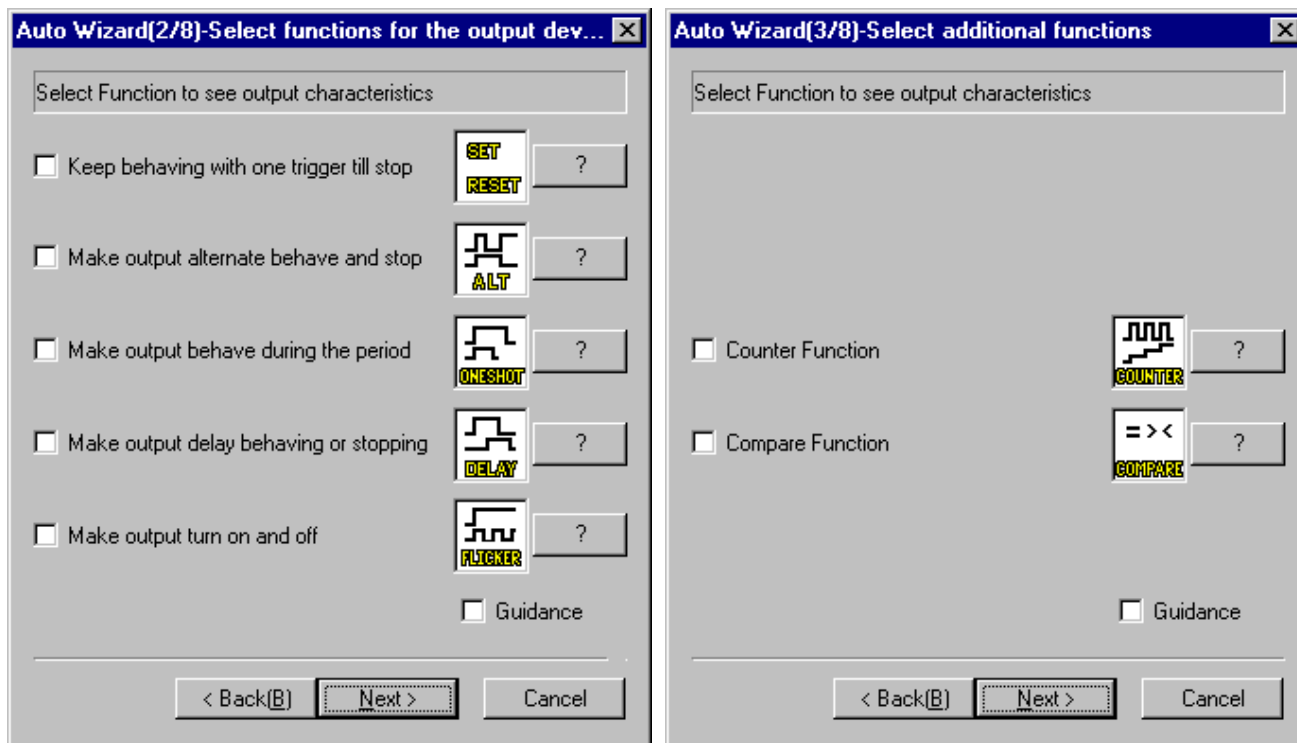 Auto Wizard(2/8)-Select functions for the output dev...
Select Function to see output characteristics
Keep behaving with one trigger till stop
SET
RESET
?
Make output alternate behave and stop
ALT
?
Make output behave during the period
ONESHOT
?
Make output delay behaving or stopping
DELAY
?
Make output turn on and off
FLICKER
?
Guidance
< Back(B)
Next >
Cancel
Auto Wizard(3/8)-Select additional functions
Select Function to see output characteristics
Counter Function
COUNTER
?
Compare Function
= > <
COMPARE
?
Guidance
< Back(B)
Next >
Cancel